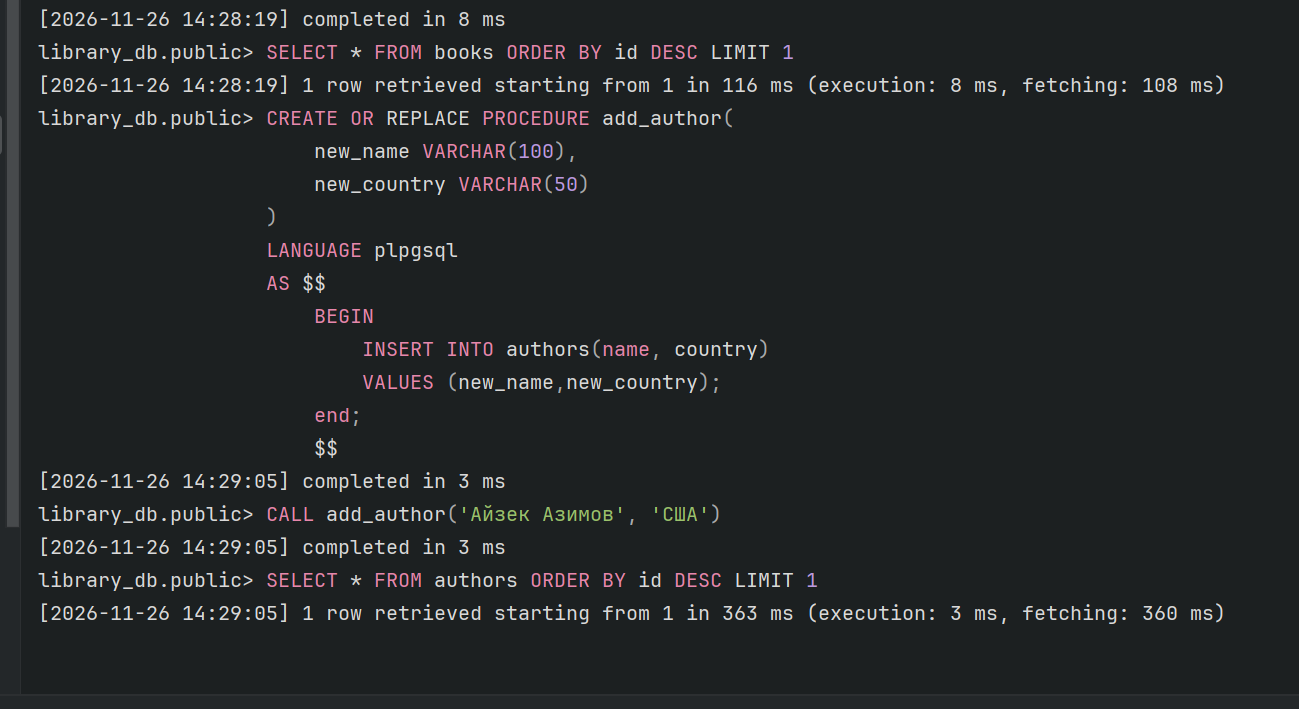 [2026-11-26 14:28:19] completed in 8 ms
library_db.public> SELECT * FROM books ORDER BY id DESC LIMIT 1
[2026-11-26 14:28:19] 1 row retrieved starting from 1 in 116 ms (execution: 8 ms, fetching: 108 ms)
library_db.public> CREATE OR REPLACE PROCEDURE add_author(
                       new_name VARCHAR(100),
                       new_country VARCHAR(50)
                   )
                   LANGUAGE plpgsql
                   AS $$
                       BEGIN
                           INSERT INTO authors(name, country)
                           VALUES (new_name,new_country);
                       end;
                       $$
[2026-11-26 14:29:05] completed in 3 ms
library_db.public> CALL add_author('Айзек Азимов', 'США')
[2026-11-26 14:29:05] completed in 3 ms
library_db.public> SELECT * FROM authors ORDER BY id DESC LIMIT 1
[2026-11-26 14:29:05] 1 row retrieved starting from 1 in 363 ms (execution: 3 ms, fetching: 360 ms)